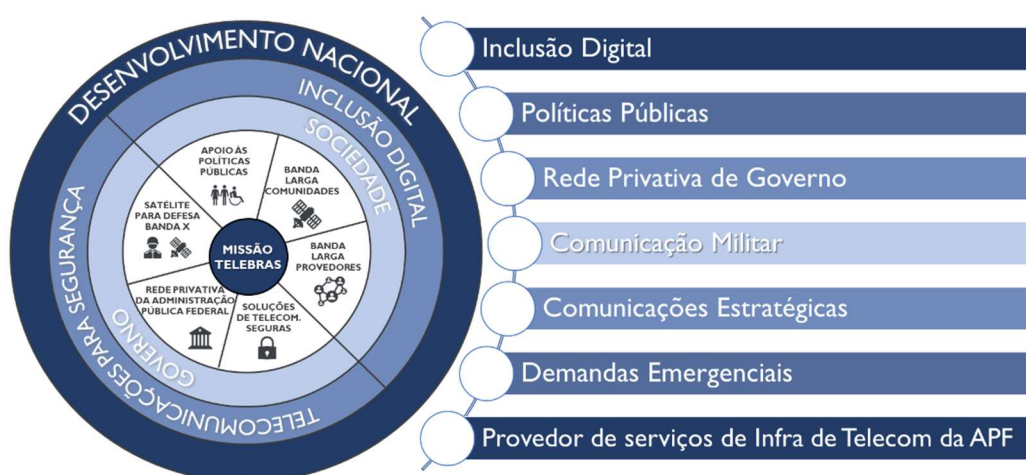 DESENVOLVIMENTO NACIONAL
INCLUSÃO DIGITAL
SOCIEDADE
TELECOMUNICAÇÕES PARA SEGURANÇA
GOVERNO
APOIO ÀS
POLÍTICAS
PÚBLICAS
BANDA
LARGA
COMUNIDADES
BANDA
LARGA
PROVEDORES
SOLUÇÕES
DE TELECOM.
SEGURAS
REDE PRIVATIVA
DA ADMINISTRAÇÃO
PÚBLICA FEDERAL
SATÉLITE
PARA DEFESA
BANDA X
MISSÃO
TELEBRAS
Inclusão Digital
Políticas Públicas
Rede Privativa de Governo
Comunicação Militar
Comunicações Estratégicas
Demandas Emergenciais
Provedor de serviços de Infra de Telecom da APF